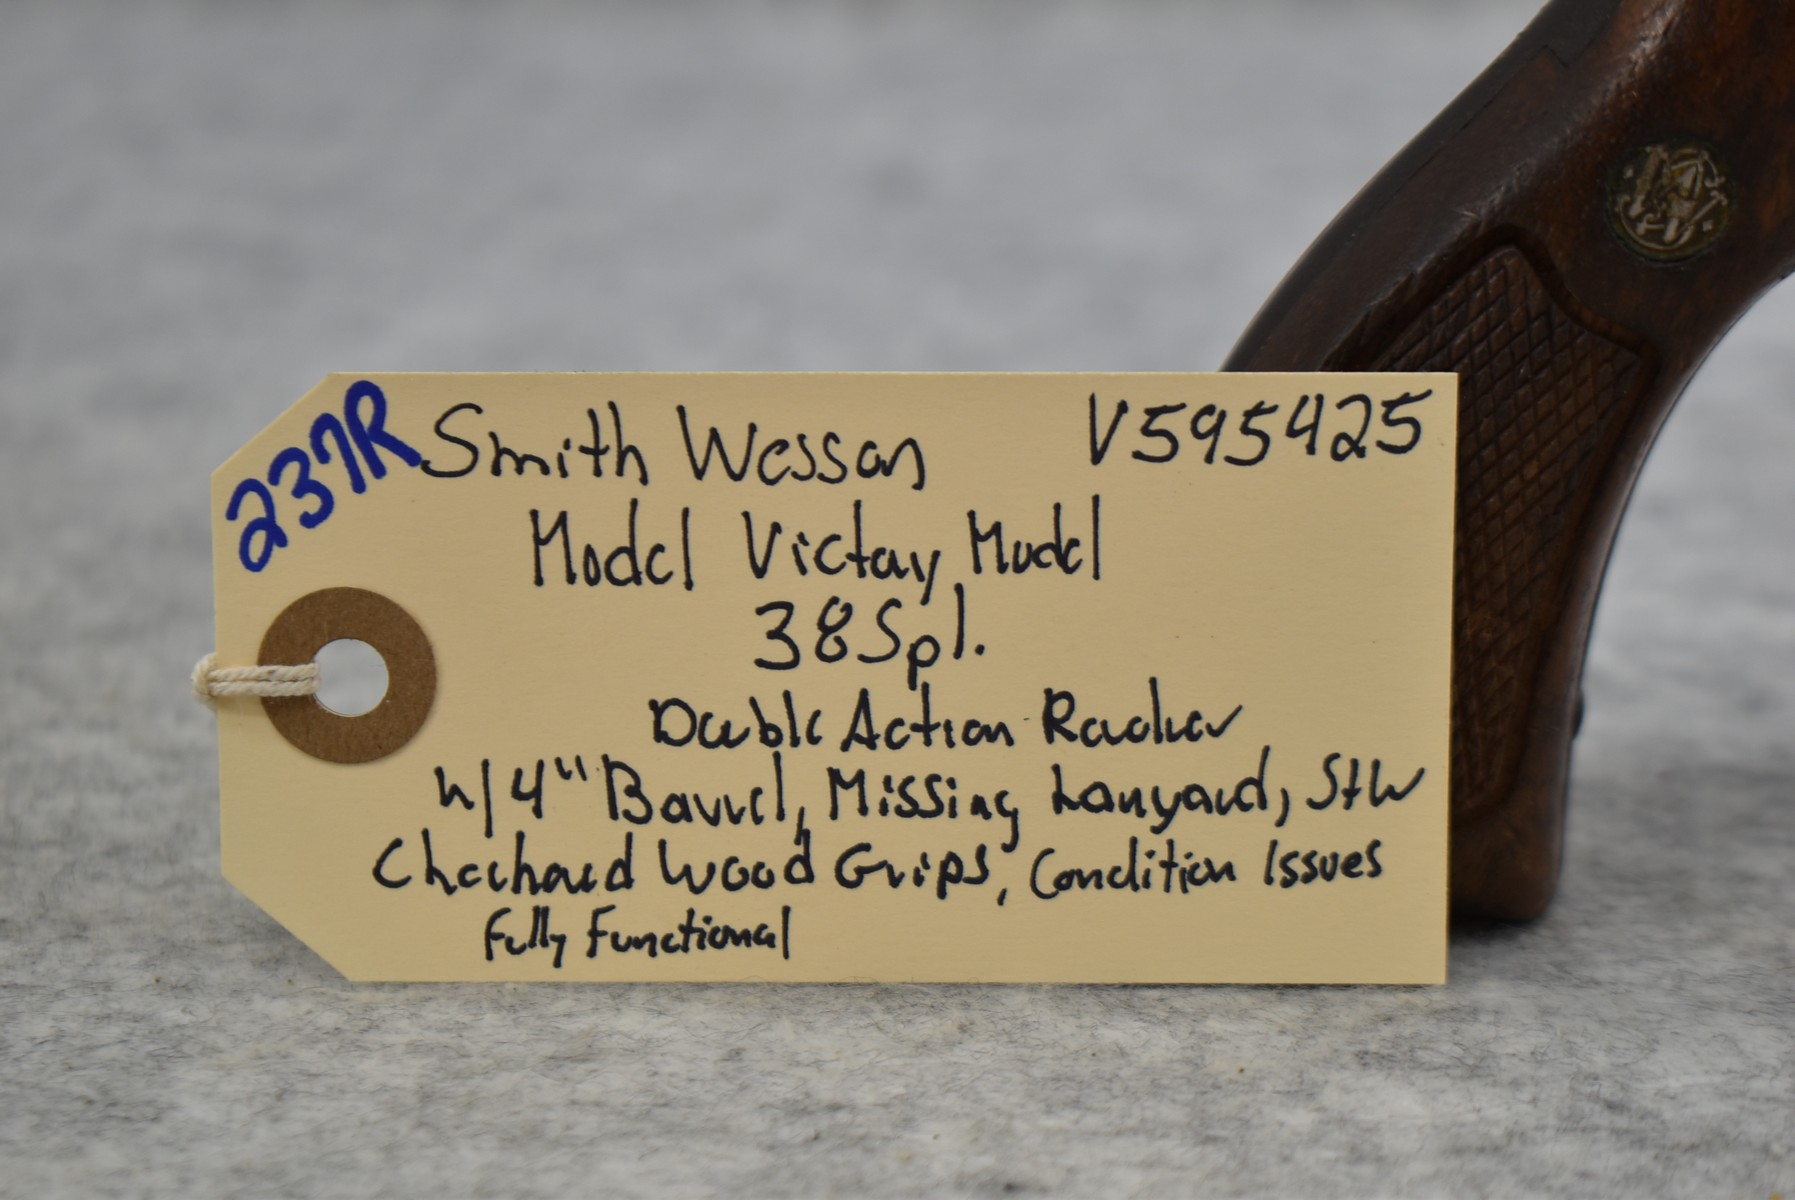 237R
Smith Wesson V595425
Model Victory Model
38 Spl.
Double Action Revolver
w/ 4" Barrel, Missing Lanyard, S+W
Checkered Wood Grips, Condition Issues
Fully Functional